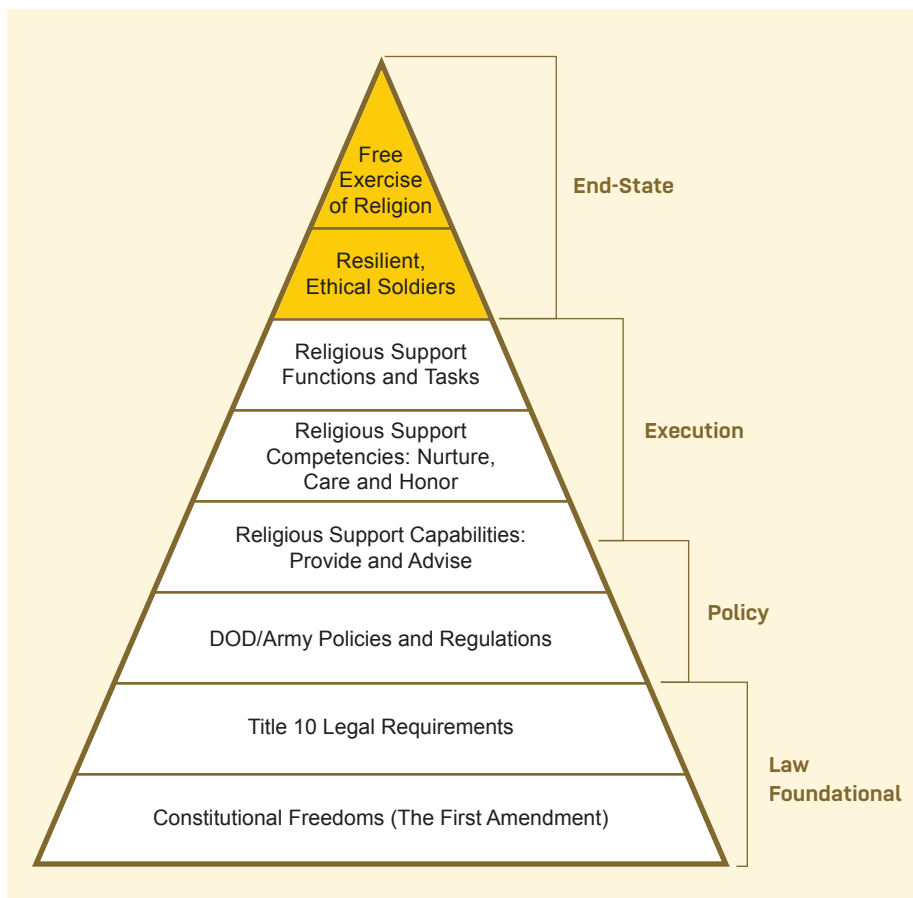 Free
Exercise
of Religion
End-State
Resilient,
Ethical Soldiers
Religious Support
Functions and Tasks
Execution
Religious Support
Competencies: Nurture,
Care and Honor
Religious Support Capabilities:
Provide and Advise
Policy
DOD/Army Policies and Regulations
Title 10 Legal Requirements
Law
Foundational
Constitutional Freedoms (The First Amendment)